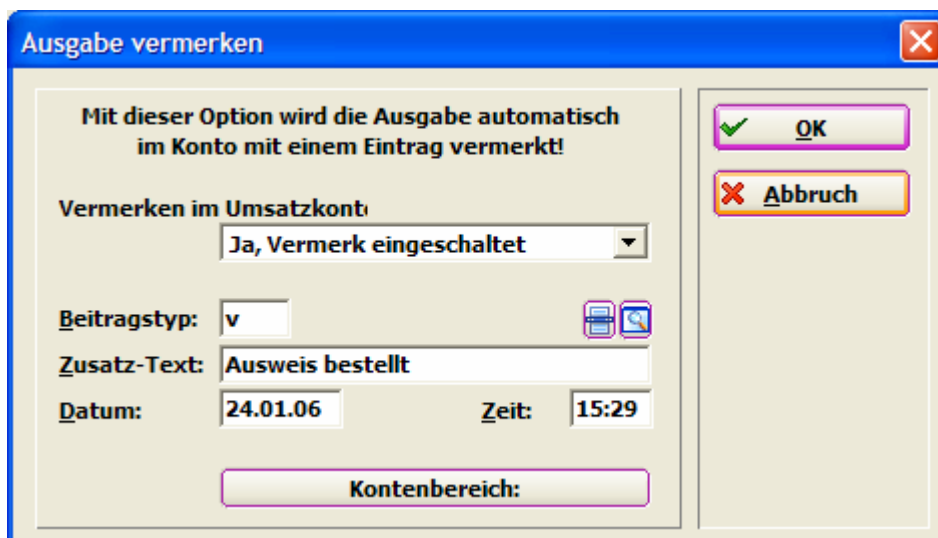 Ausgabe vermerken
Mit dieser Option wird die Ausgabe automatisch
im Konto mit einem Eintrag vermerkt!
Vermerken im Umsatzkont
Ja, Vermerk eingeschaltet
Beitragstyp: v
Zusatz-Text: Ausweis bestellt
Datum: 24.01.06 Zeit: 15:29
Kontenbereich:
OK
Abbruch